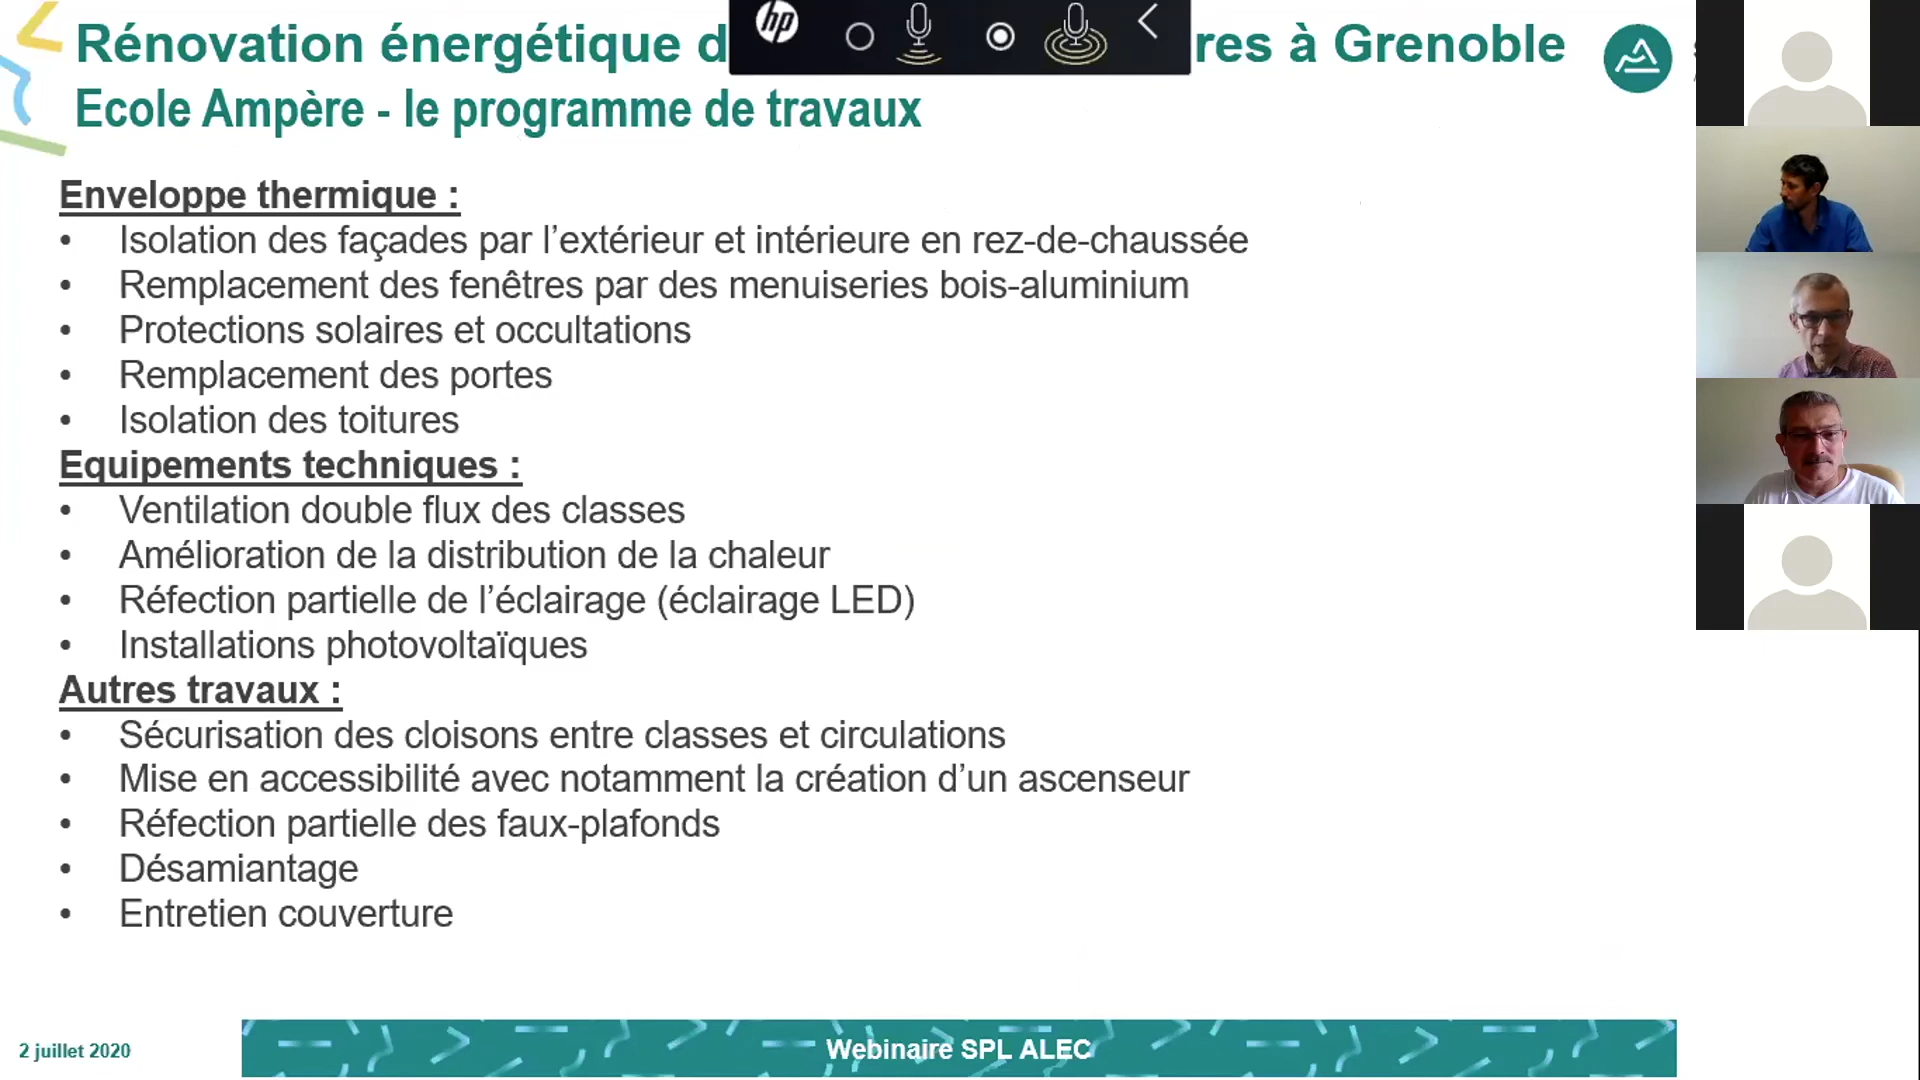 Rénovation énergétique d
res à Grenoble
Ecole Ampère - le programme de travaux
Enveloppe thermique :
• Isolation des façades par l’extérieur et intérieure en rez-de-chaussée
• Remplacement des fenêtres par des menuiseries bois-aluminium
• Protections solaires et occultations
• Remplacement des portes
• Isolation des toitures
Equipements techniques :
• Ventilation double flux des classes
• Amélioration de la distribution de la chaleur
• Réfection partielle de l’éclairage (éclairage LED)
• Installations photovoltaïques
Autres travaux :
• Sécurisation des cloisons entre classes et circulations
• Mise en accessibilité avec notamment la création d’un ascenseur
• Réfection partielle des faux-plafonds
• Désamiantage
• Entretien couverture
2 juillet 2020
Webinaire SPL ALEC
hp